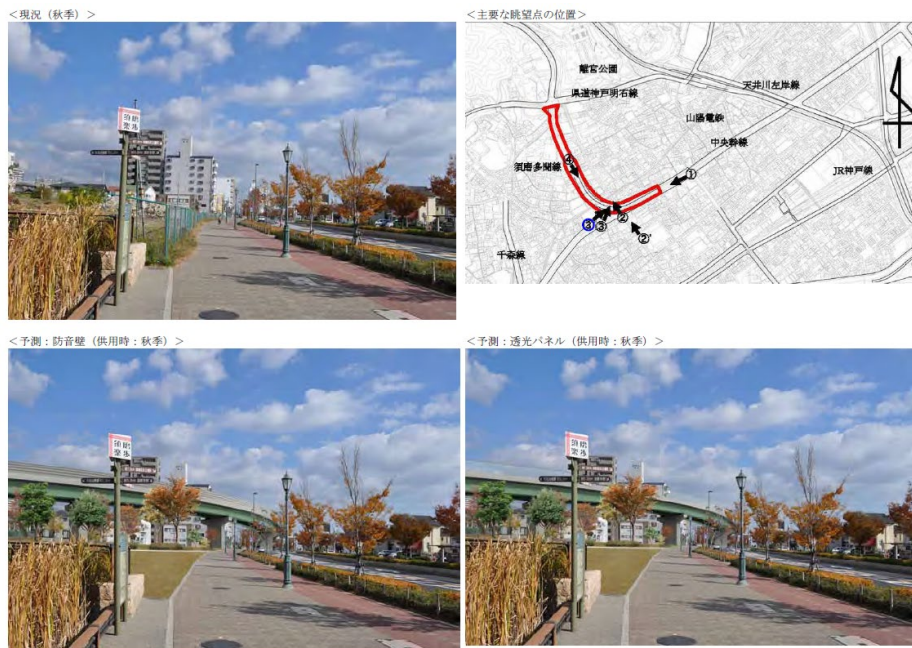 ＜現況（秋季）＞
＜主要な眺望点の位置＞
離宮公園
県道神戸明石線
天井川左岸線
山陽電鉄
中央幹線
JR神戸線
須磨多聞線
千森線
④
①
②
③
③
②'
＜予測：防音壁（供用時：秋季）＞
＜予測：透光パネル（供用時：秋季）＞